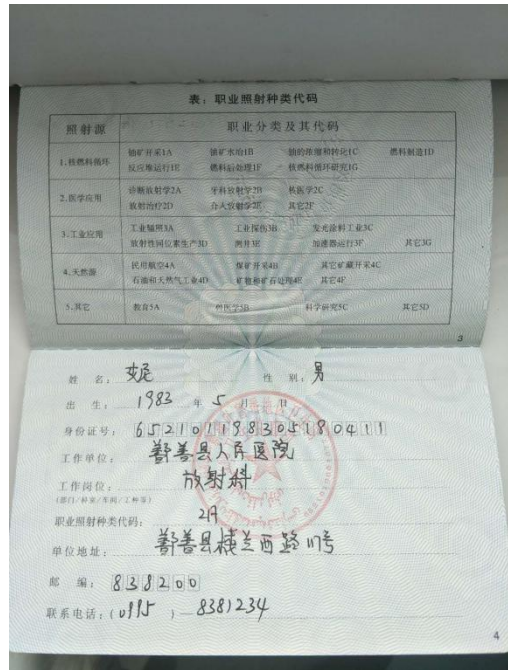 表：职业照射种类代码
照射源 职业分类及其代码
1.核燃料循环 铀矿开采1A 铀矿水冶1B 铀的浓缩和转化1C 燃料制造1D
反应堆运行1E 燃料后处理1F 核燃料循环研究1G
2.医学应用 诊断放射学2A 牙科放射学2B 核医学2C
放射治疗2D 介入放射学2E 其它2F
3.工业应用 工业辐照3A 工业探伤3B 发光涂料工业3C
放射性同位素生产3D 测井3E 加速器运行3F 其它3G
4.天然源 民用航空4A 煤矿开采4B 其它矿藏开采4C
石油和天然气工业4D 矿物和矿石处理4E 其它4F
5.其它 教育5A 兽医学5B 科学研究5C 其它5D
3
姓 名： 性 别：男
出 生：1983 年 5 月 日
身份证号：652101198305180411
工作单位：鄯善县人民医院
工作岗位：放射科
(部门/科室/车间/工种等)
职业照射种类代码：2A
单位地址：鄯善县楼兰西路 号
邮 编：838200
联系电话：(0995)—8381234
4